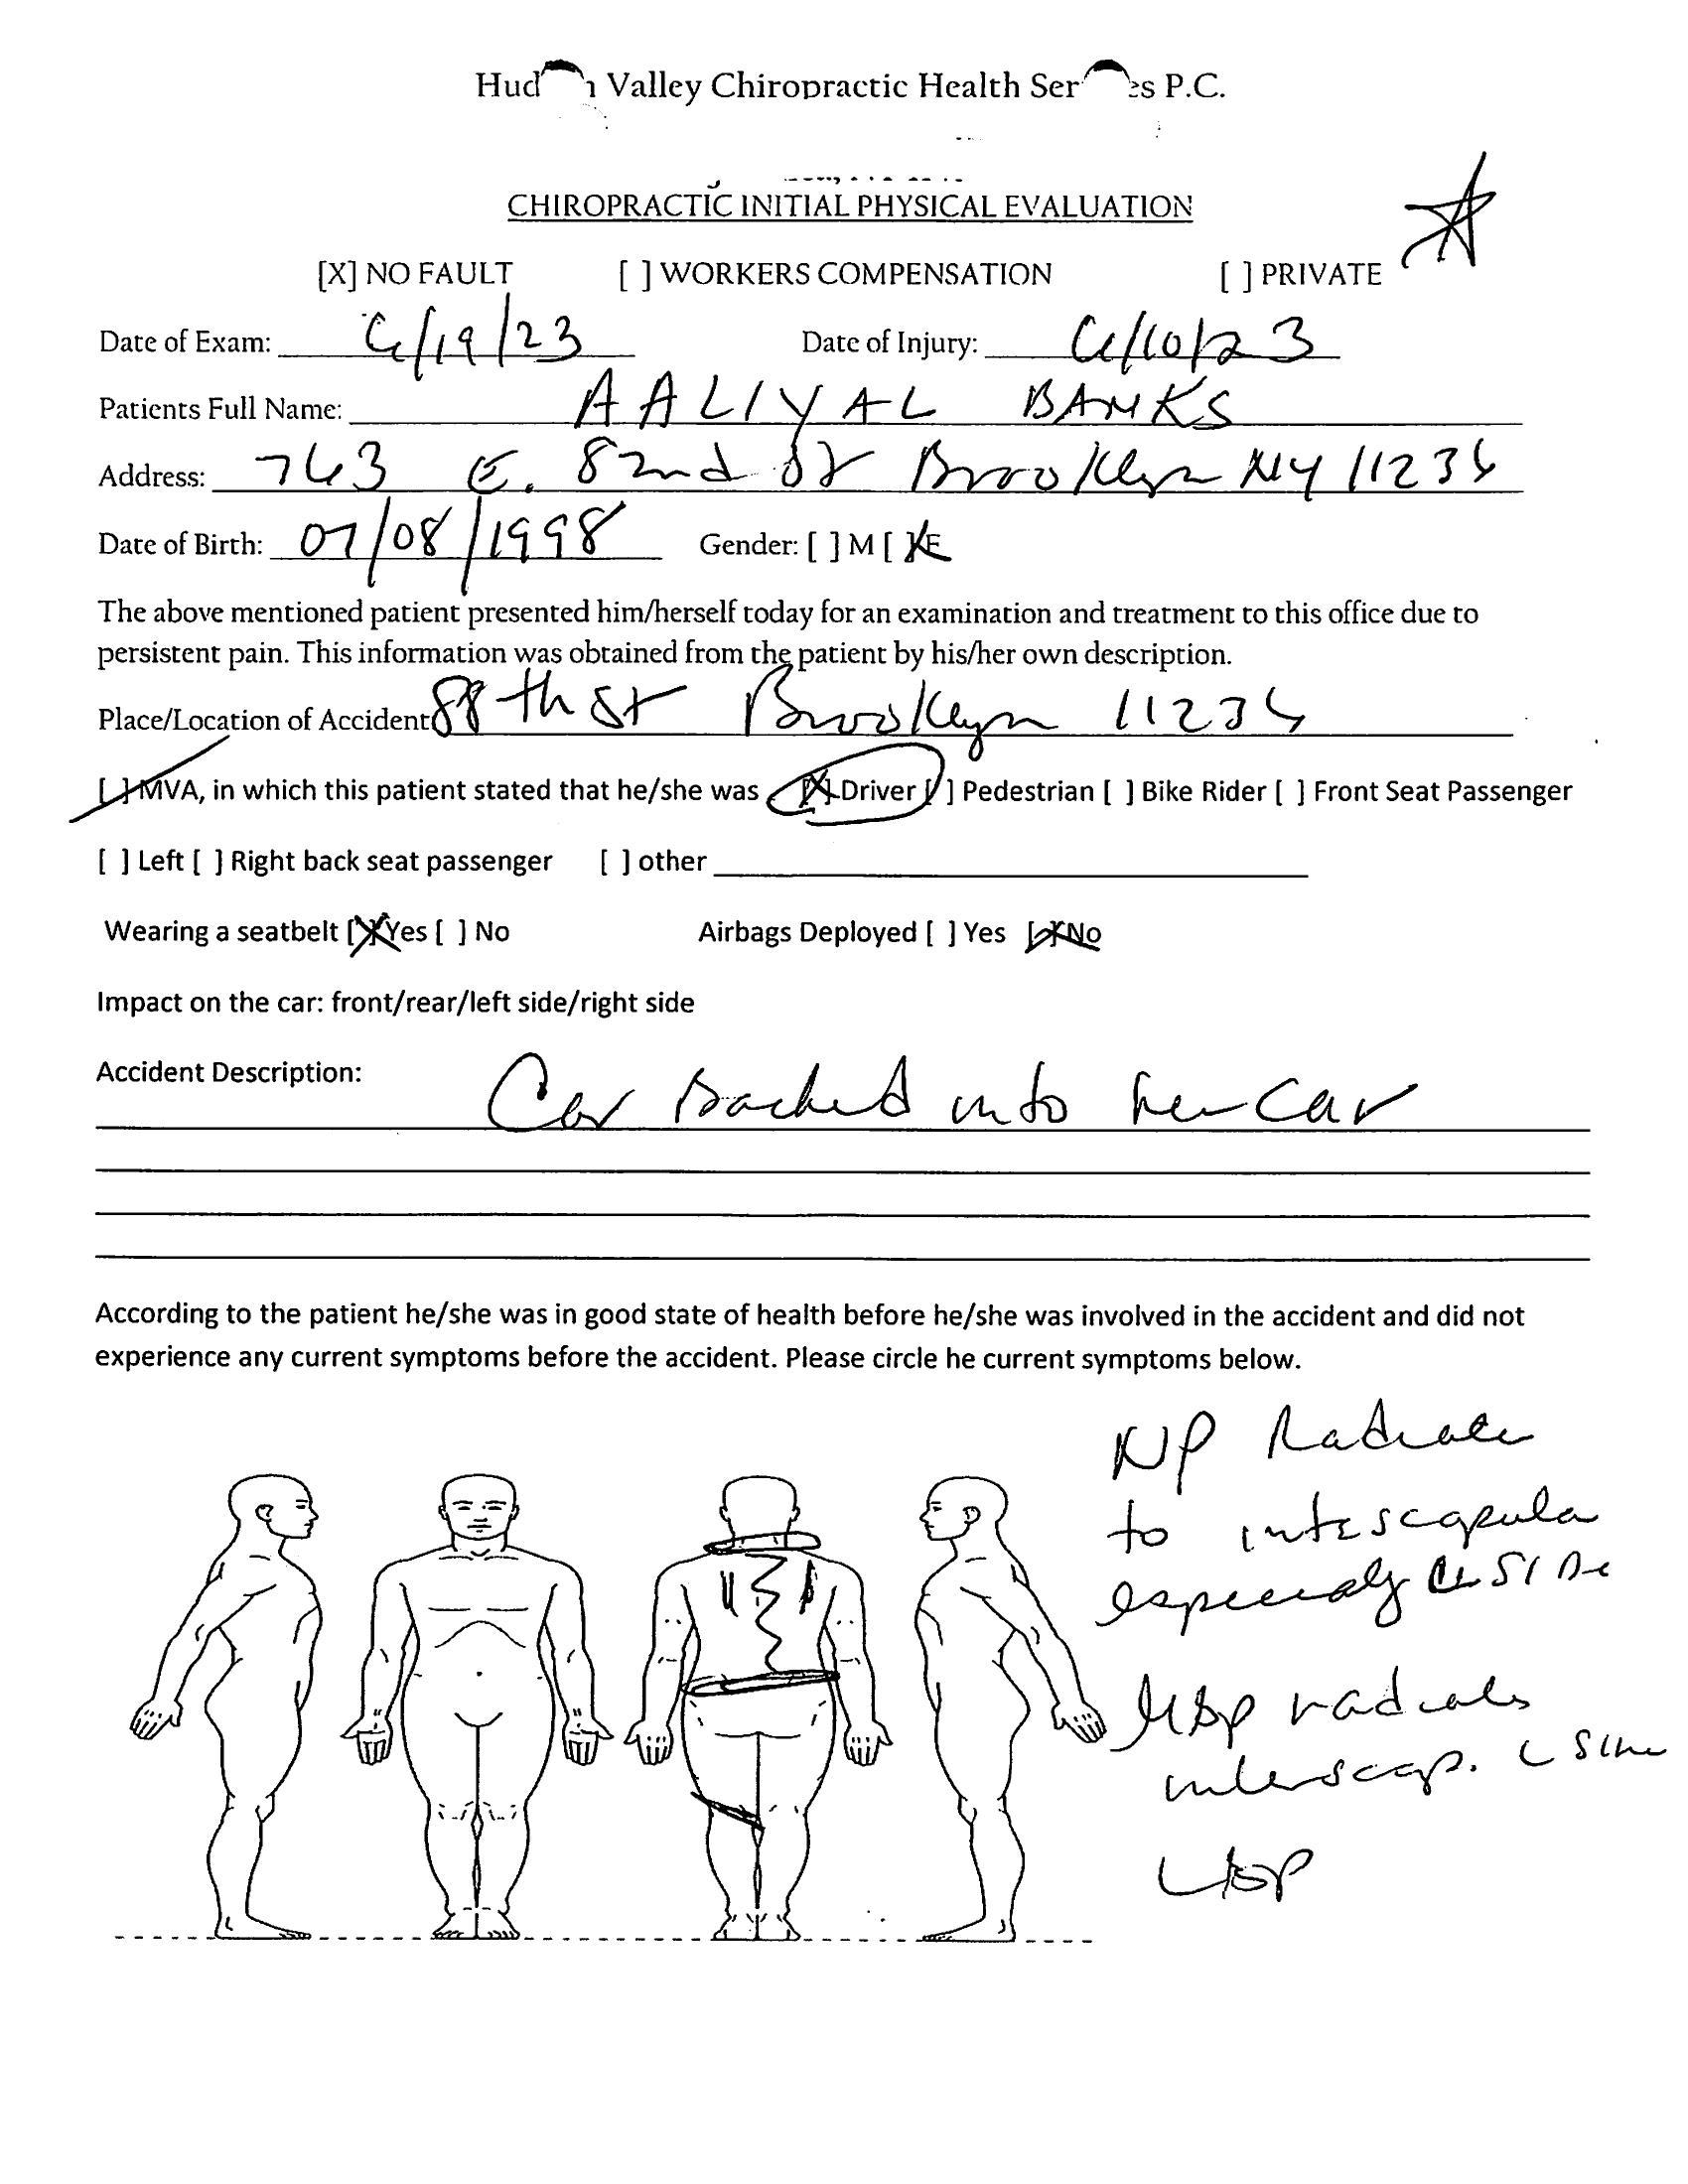 Hud n Valley Chiropractic Health Ser es P.C.
CHIROPRACTIC INITIAL PHYSICAL EVALUATION
[X] NO FAULT [ ] WORKERS COMPENSATION [ ] PRIVATE
Date of Exam: 6/19/23 Date of Injury: 6/10/23
Patients Full Name: AALIYAL BANKS
Address: 763 E. 82nd St Brooklyn NY 11236
Date of Birth: 07/08/1998 Gender: [ ] M [X] F
The above mentioned patient presented him/herself today for an examination and treatment to this office due to
persistent pain. This information was obtained from the patient by his/her own description.
Place/Location of Accident: 88th St Brooklyn 11236
[ ] MVA, in which this patient stated that he/she was [X] Driver [ ] Pedestrian [ ] Bike Rider [ ] Front Seat Passenger
[ ] Left [ ] Right back seat passenger [ ] other
Wearing a seatbelt [X] Yes [ ] No Airbags Deployed [ ] Yes [X] No
Impact on the car: front/rear/left side/right side
Accident Description: Car backed into her car
According to the patient he/she was in good state of health before he/she was involved in the accident and did not
experience any current symptoms before the accident. Please circle he current symptoms below.
NP Radiates
to interscapula
especially L SIDE
MBP radiates
interscap. L side
LBP